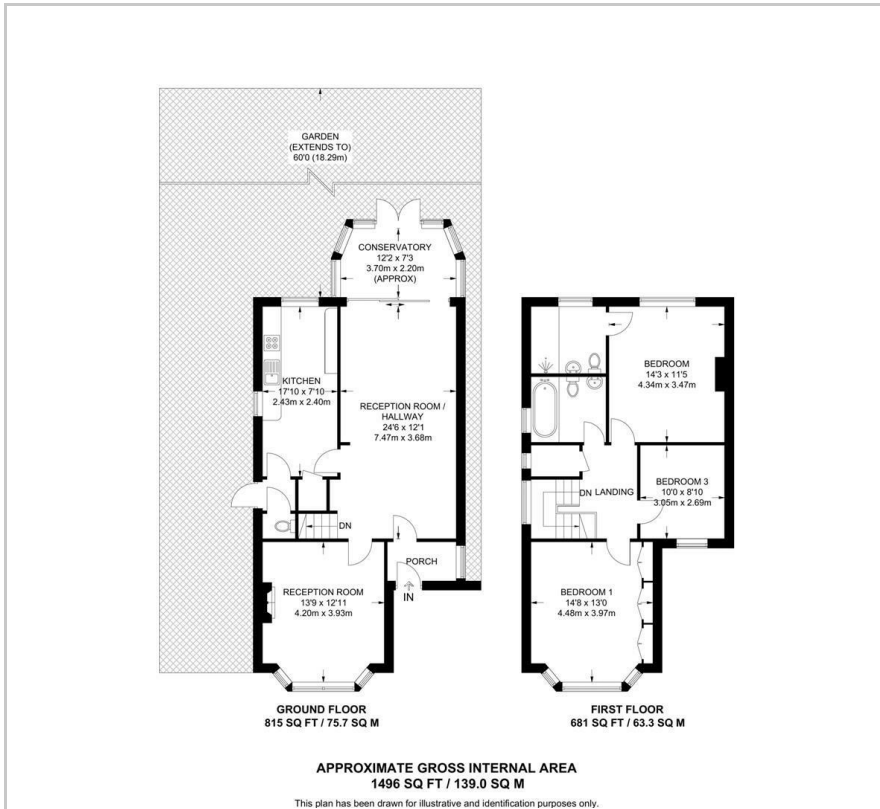 GARDEN
(EXTENDS TO)
60'0 (18.29m)
CONSERVATORY
12'2 x 7'3
3.70m x 2.20m
(APPROX)
KITCHEN
17'10 x 7'10
2.43m x 2.40m
RECEPTION ROOM /
HALLWAY
24'6 x 12'1
7.47m x 3.68m
DN
PORCH
IN
RECEPTION ROOM
13'9 x 12'11
4.20m x 3.93m
GROUND FLOOR
815 SQ FT / 75.7 SQ M
BEDROOM
14'3 x 11'5
4.34m x 3.47m
BEDROOM 3
10'0 x 8'10
3.05m x 2.69m
DN
LANDING
BEDROOM 1
14'8 x 13'0
4.48m x 3.97m
FIRST FLOOR
681 SQ FT / 63.3 SQ M
APPROXIMATE GROSS INTERNAL AREA
1496 SQ FT / 139.0 SQ M
This plan has been drawn for illustrative and identification purposes only.